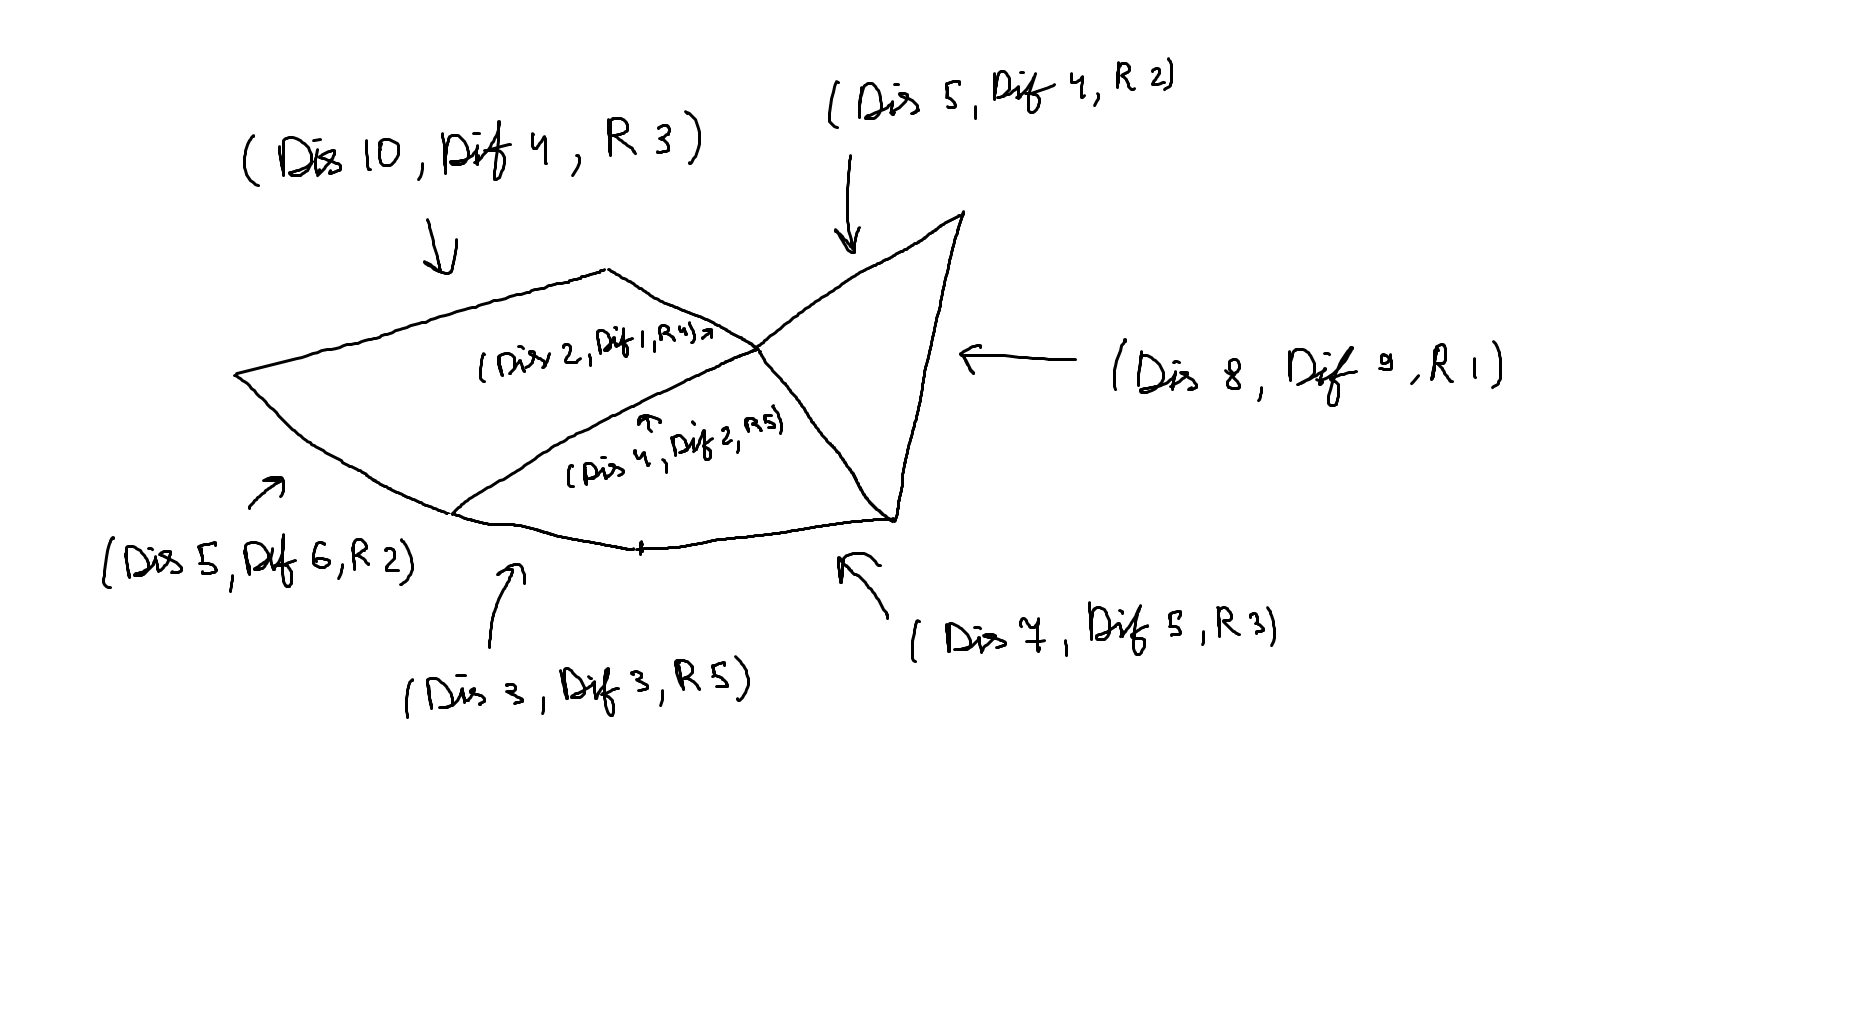 (Dis 5, Dif 4, R 2)
(Dis 10, Dif 4, R 3)
(Dis 2, Dif 1, R4)
(Dis 8, Dif 9, R 1)
(Dis 4, Dif 2, R5)
(Dis 5, Dif 6, R 2)
(Dis 7, Dif 5, R 3)
(Dis 3, Dif 3, R 5)